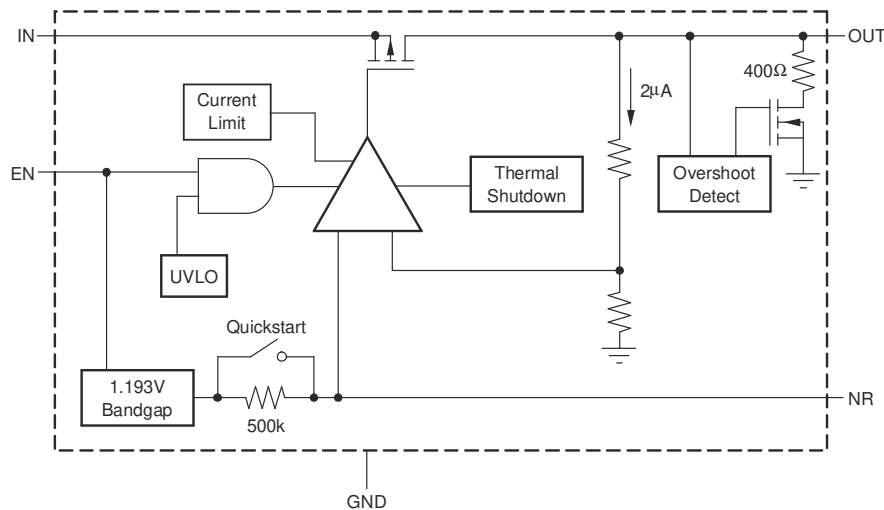 IN
OUT
400Ω
2μA
Current
Limit
EN
Thermal
Shutdown
Overshoot
Detect
UVLO
Quickstart
1.193V
Bandgap
500k
NR
GND